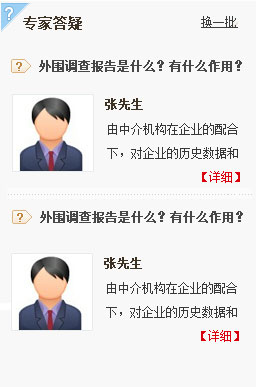 ?
专家答疑 换一批
? 外围调查报告是什么？有什么作用？
张先生
由中介机构在企业的配合
下，对企业的历史数据和
【详细】
? 外围调查报告是什么？有什么作用？
张先生
由中介机构在企业的配合
下，对企业的历史数据和
【详细】